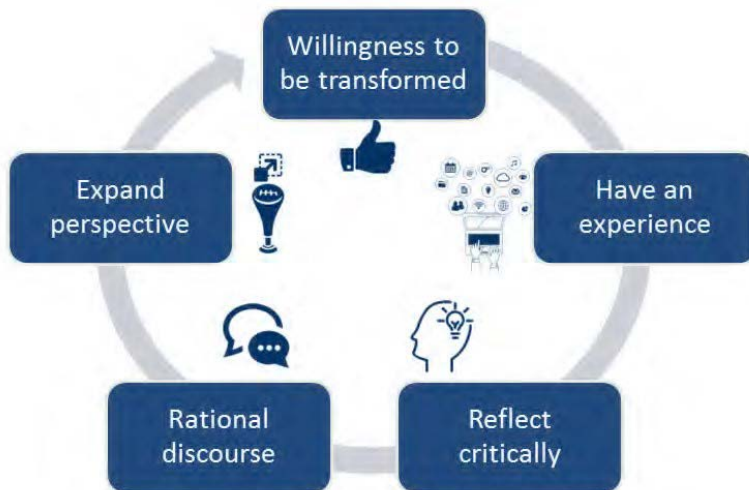 Willingness to
be transformed
Have an
experience
Reflect
critically
Rational
discourse
Expand
perspective